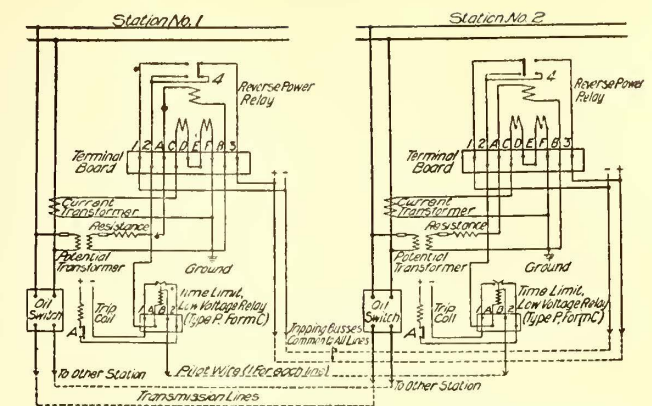 Station No. 1
Station No. 2
4
Reverse Power
Relay
4
Reverse Power
Relay
1 2 A C D E F B 3
1 2 A C D E F B 3
Terminal
Board
- +
Terminal
Board
- +
Current
Transformer
Current
Transformer
Resistance
Resistance
Potential
Transformer
Ground
Potential
Transformer
Ground
Oil
Switch
Trip
Coil
A
1 A B 2
Time Limit,
Low Voltage Relay
(Type P, Form C)
Oil
Switch
Trip
Coil
A
1 A B 2
Time Limit,
Low Voltage Relay
(Type P, Form C)
Tripping Busses
Common to All Lines
To Other Station
Pilot Wire (1 For each line)
To Other Station
Transmission Lines